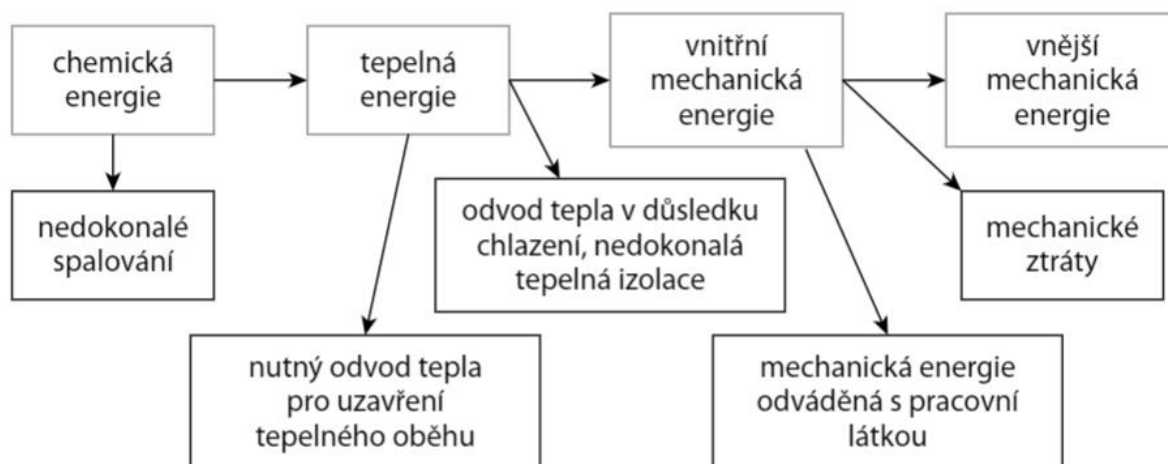 chemická
energie
tepelná
energie
vnitřní
mechanická
energie
vnější
mechanická
energie
nedokonalé
spalování
odvod tepla v důsledku
chlazení, nedokonalá
tepelná izolace
mechanické
ztráty
nutný odvod tepla
pro uzavření
tepelného oběhu
mechanická energie
odváděná s pracovní
látkou